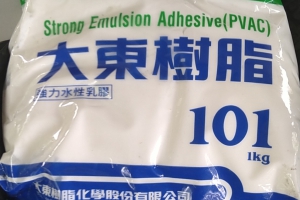 Strong Emulsion Adhesive(PVAC)
大東樹脂
強力水性乳膠
101
1kg
大東樹脂化學股份有限公司